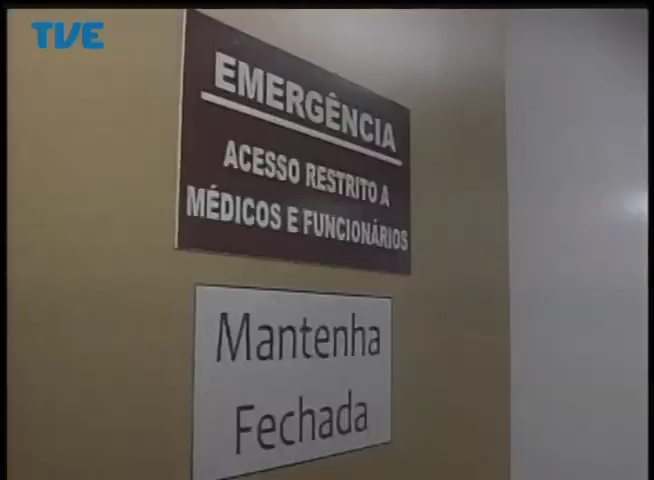 TVE
EMERGÊNCIA
ACESSO RESTRITO A
MÉDICOS E FUNCIONÁRIOS
Mantenha
Fechada